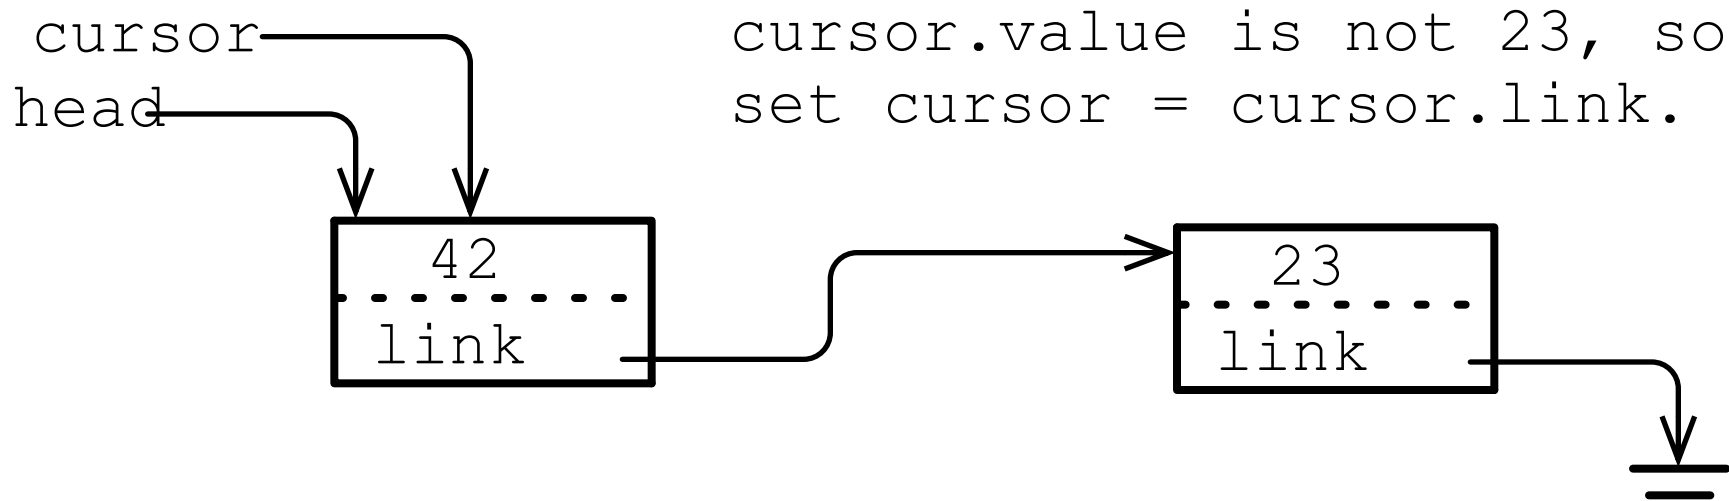 cursor
head
cursor.value is not 23, so
set cursor = cursor.link.
42
link
23
link